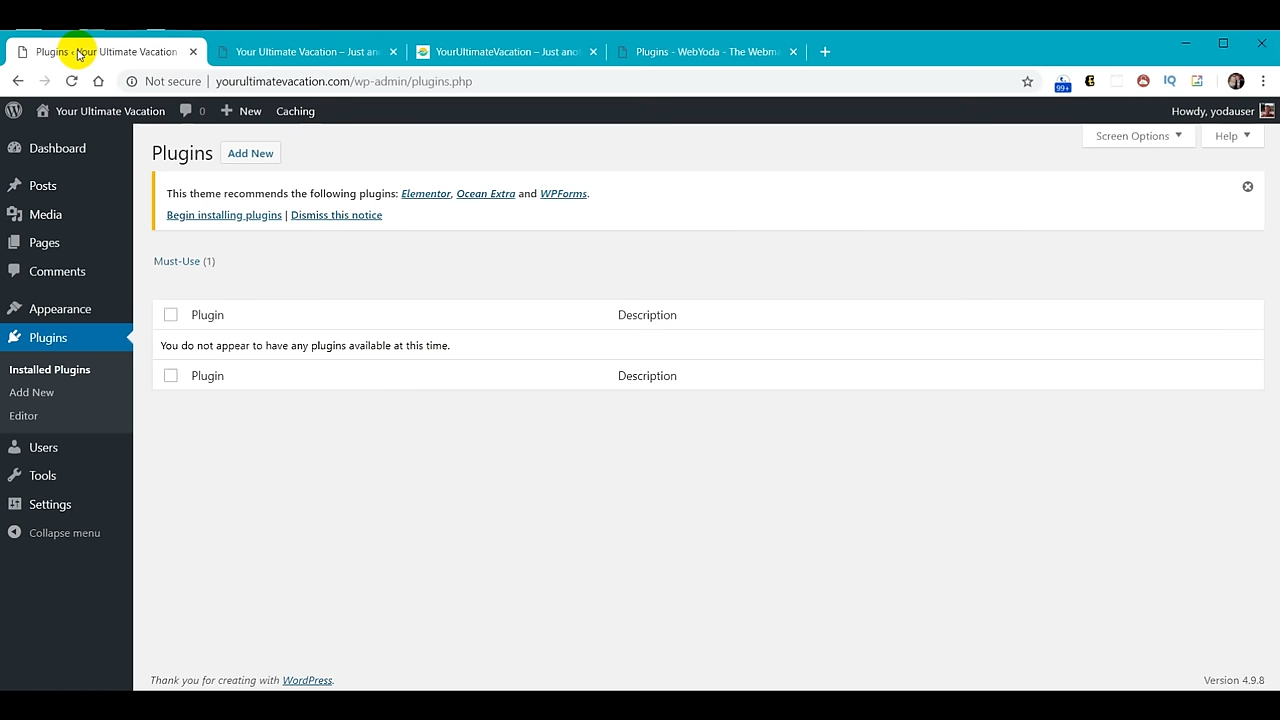 Plugins ‹ Your Ultimate Vacation
Your Ultimate Vacation – Just an
YourUltimateVacation – Just ano
Plugins - WebYoda - The Webma
Not secure
yourultimatevacation.com/wp-admin/plugins.php
99+
IQ
Your Ultimate Vacation
0
New
Caching
Howdy, yodauser
Dashboard
Posts
Media
Pages
Comments
Appearance
Plugins
Installed Plugins
Add New
Editor
Users
Tools
Settings
Collapse menu
Screen Options
Help
Plugins
Add New
This theme recommends the following plugins: Elementor, Ocean Extra and WPForms.
Begin installing plugins | Dismiss this notice
Must-Use (1)
Plugin
Description
You do not appear to have any plugins available at this time.
Plugin
Description
Thank you for creating with WordPress.
Version 4.9.8